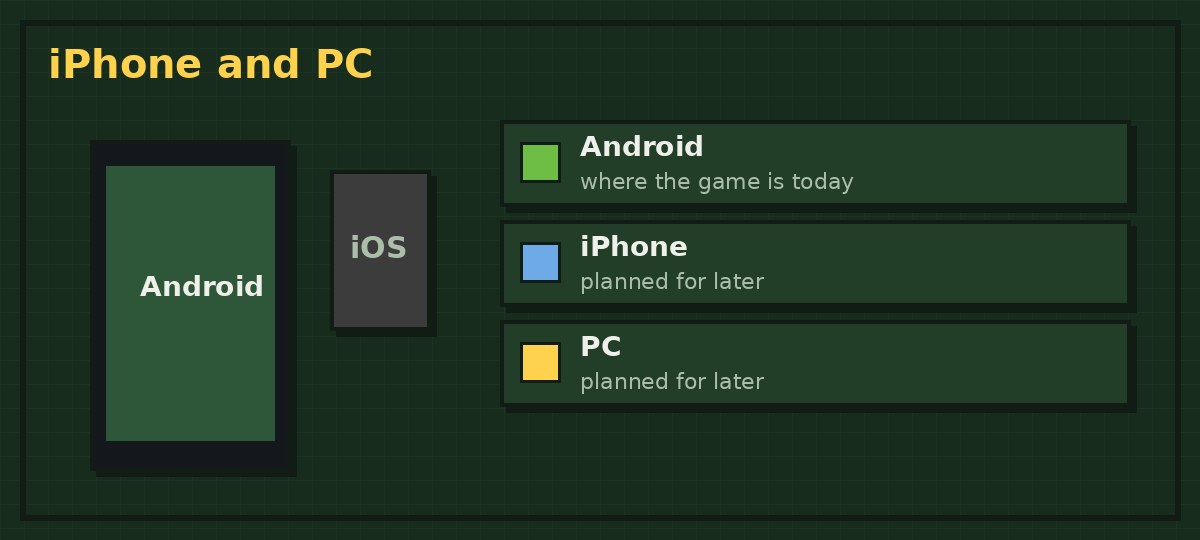 iPhone and PC
Android
iOS
Android
where the game is today
iPhone
planned for later
PC
planned for later